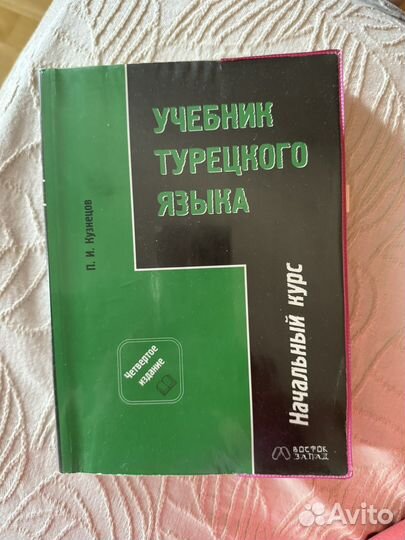 УЧЕБНИК
ТУРЕЦКОГО
ЯЗЫКА
П. И. Кузнецов
Четвертое
издание
Начальный курс
ВОСТОК
ЗАПАД
Avito